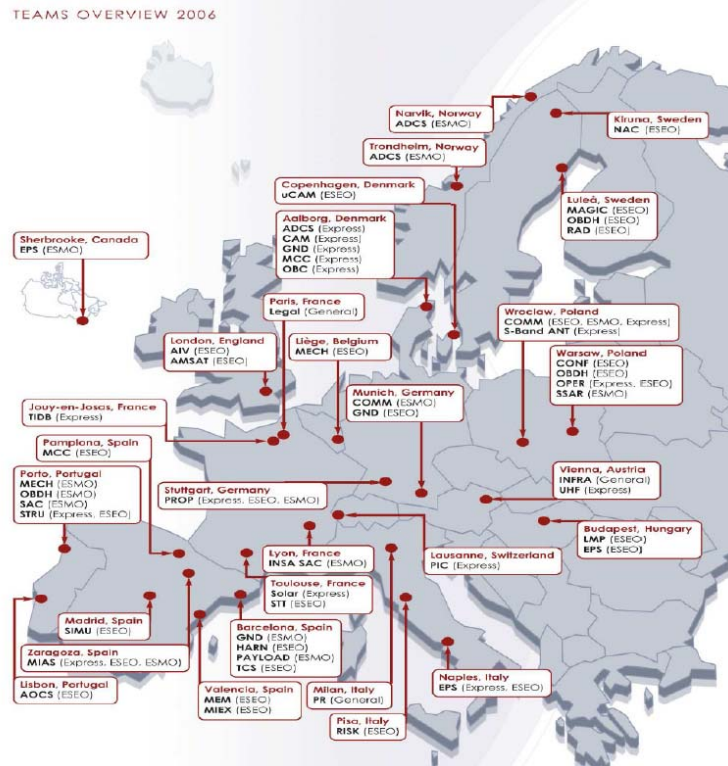 TEAMS OVERVIEW 2006
Narvik, Norway
ADCS (ESMO)
Kiruna, Sweden
NAC (ESEO)
Trondheim, Norway
ADCS (ESMO)
Copenhagen, Denmark
uCAM (ESEO)
Luleå, Sweden
MAGIC (ESEO)
OBDH (ESEO)
RAD (ESEO)
Aalborg, Denmark
ADCS (Express)
CAM (Express)
GND (Express)
MCC (Express)
OBC (Express)
Sherbrooke, Canada
EPS (ESMO)
Paris, France
Legal (General)
Wroclaw, Poland
COMM (ESEO, ESMO, Express)
S-Band ANT (Express)
London, England
AIV (ESEO)
AMSAT (ESEO)
Liège, Belgium
MECH (ESEO)
Warsaw, Poland
CONF (ESEO)
OBDH (ESEO)
OPER (Express, ESEO)
SSAR (ESMO)
Munich, Germany
COMM (ESMO)
GND (ESEO)
Jouy-en-Josas, France
TIDB (Express)
Pamplona, Spain
MCC (ESEO)
Porto, Portugal
MECH (ESMO)
OBDH (ESMO)
SAC (ESMO)
STRU (Express, ESEO)
Stuttgart, Germany
PROP (Express, ESEO, ESMO)
Vienna, Austria
INFRA (General)
UHF (Express)
Budapest, Hungary
LMP (ESEO)
EPS (ESEO)
Lyon, France
INSA SAC (ESMO)
Lausanne, Switzerland
PIC (Express)
Toulouse, France
Solar (Express)
STT (ESEO)
Madrid, Spain
SIMU (ESEO)
Barcelona, Spain
GND (ESMO)
HARN (ESEO)
PAYLOAD (ESMO)
TCS (ESEO)
Zaragoza, Spain
MIAS (Express, ESEO, ESMO)
Lisbon, Portugal
AOCS (ESEO)
Valencia, Spain
MEM (ESEO)
MIEX (ESEO)
Milan, Italy
PR (General)
Naples, Italy
EPS (Express, ESEO)
Pisa, Italy
RISK (ESEO)